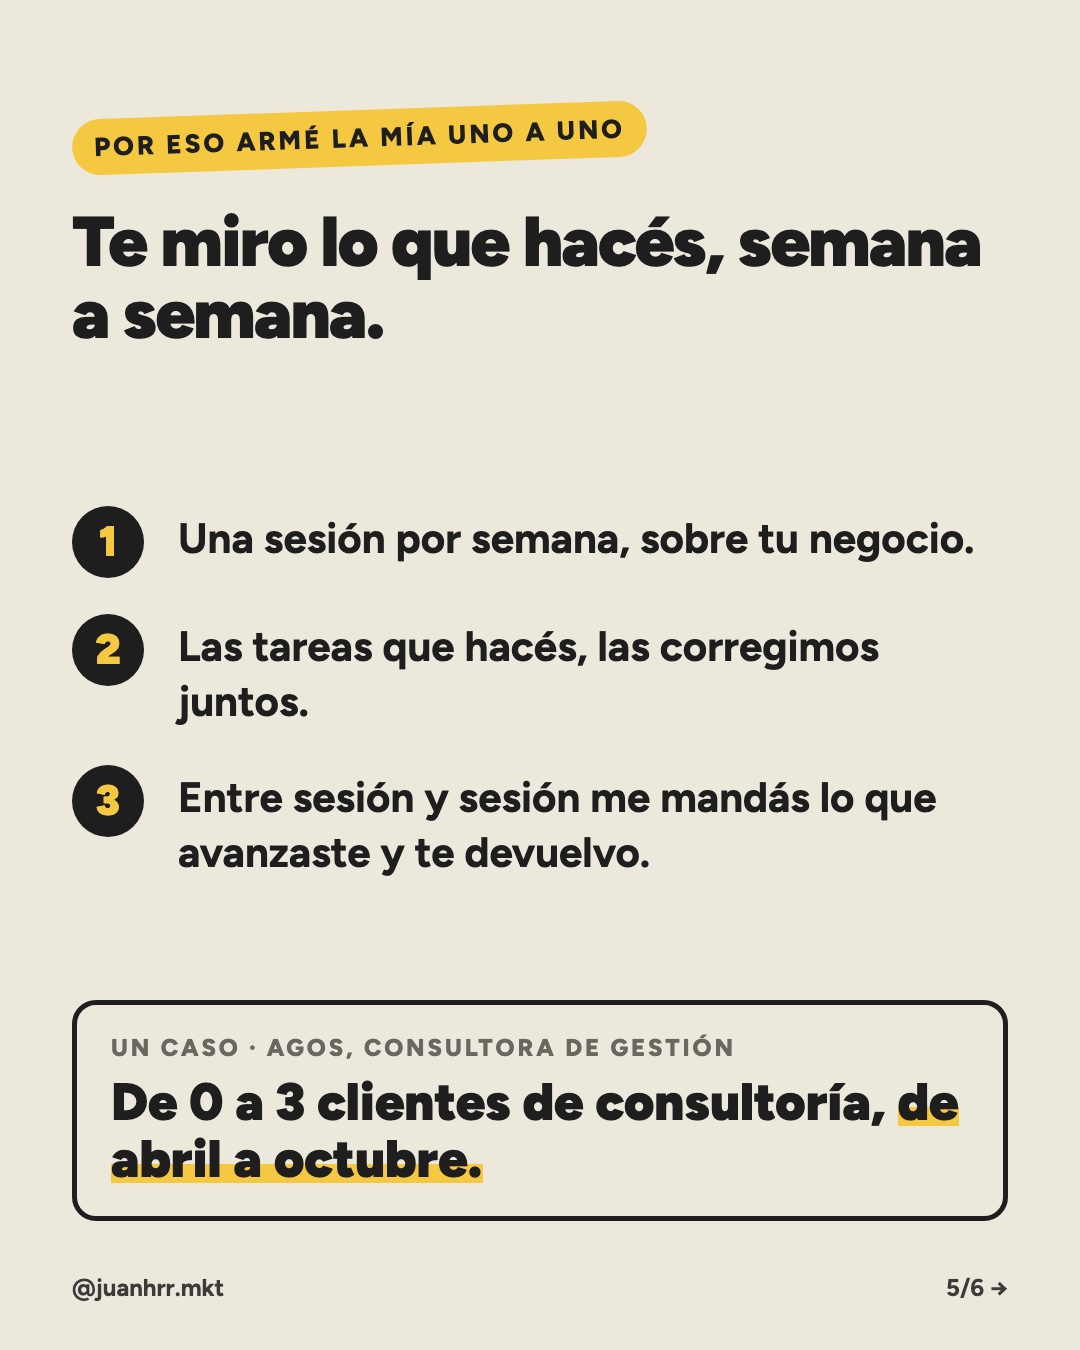 POR ESO ARMÉ LA MÍA UNO A UNO
Te miro lo que hacés, semana
a semana.
1 Una sesión por semana, sobre tu negocio.
2 Las tareas que hacés, las corregimos
juntos.
3 Entre sesión y sesión me mandás lo que
avanzaste y te devuelvo.
UN CASO · AGOS, CONSULTORA DE GESTIÓN
De 0 a 3 clientes de consultoría, de
abril a octubre.
@juanhrr.mkt
5/6 →